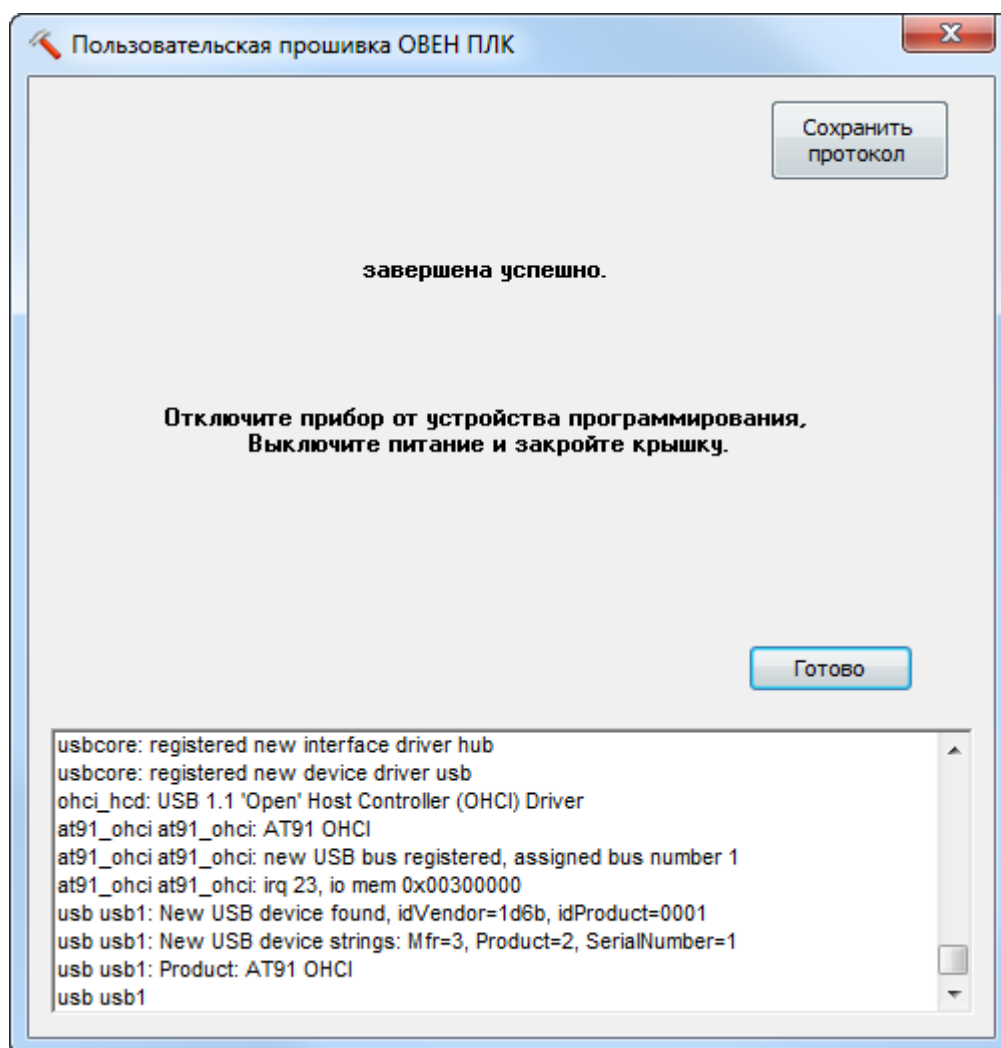 Пользовательская прошивка ОВЕН ПЛК
Сохранить
протокол
завершена успешно.
Отключите прибор от устройства программирования,
Выключите питание и закройте крышку.
Готово
usbcore: registered new interface driver hub
usbcore: registered new device driver usb
ohci_hcd: USB 1.1 'Open' Host Controller (OHCI) Driver
at91_ohci at91_ohci: AT91 OHCI
at91_ohci at91_ohci: new USB bus registered, assigned bus number 1
at91_ohci at91_ohci: irq 23, io mem 0x00300000
usb usb1: New USB device found, idVendor=1d6b, idProduct=0001
usb usb1: New USB device strings: Mfr=3, Product=2, SerialNumber=1
usb usb1: Product: AT91 OHCI
usb usb1